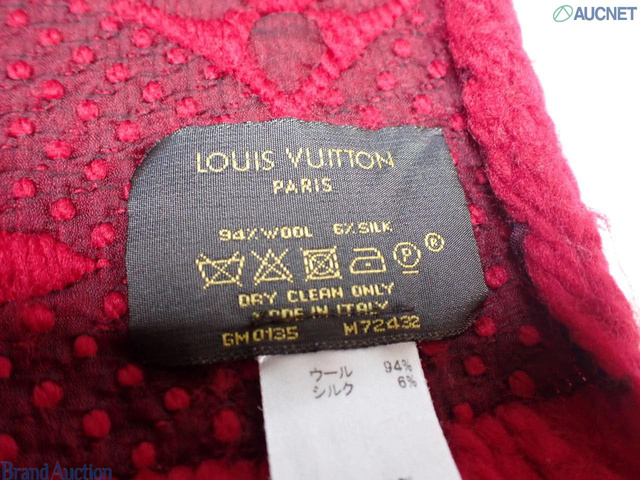 AUCNET
LOUIS VUITTON
PARIS
94% WOOL 6% SILK
P ®
DRY CLEAN ONLY
MADE IN ITALY
GM0135 M72432
ウール 94%
シルク 6%
Brand Auction